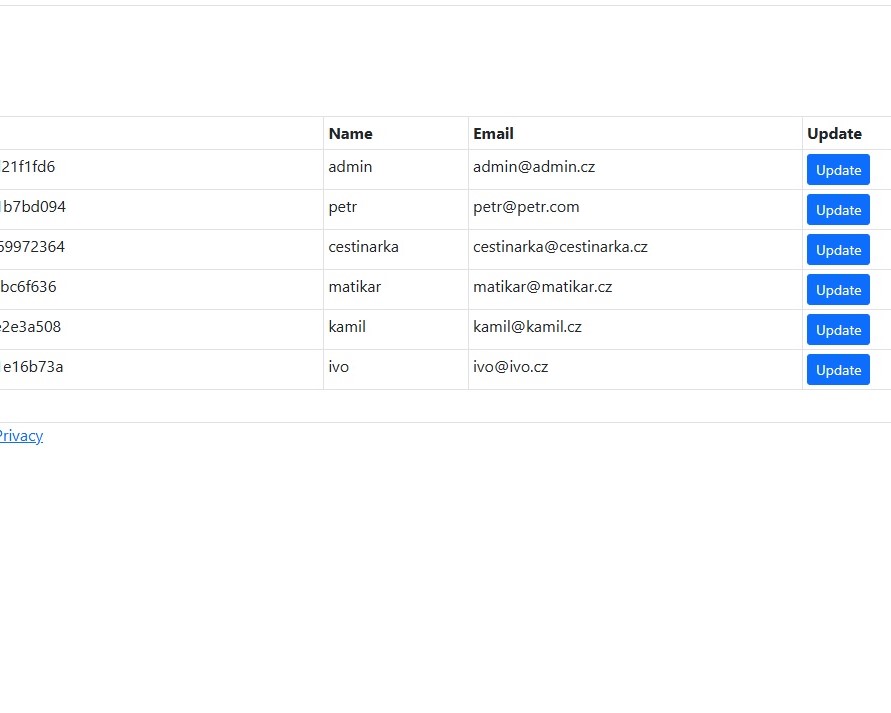 Name Email Update
21f1fd6 admin admin@admin.cz Update
1b7bd094 petr petr@petr.com Update
69972364 cestinarka cestinarka@cestinarka.cz Update
bc6f636 matikar matikar@matikar.cz Update
2e3a508 kamil kamil@kamil.cz Update
e16b73a ivo ivo@ivo.cz Update
Privacy